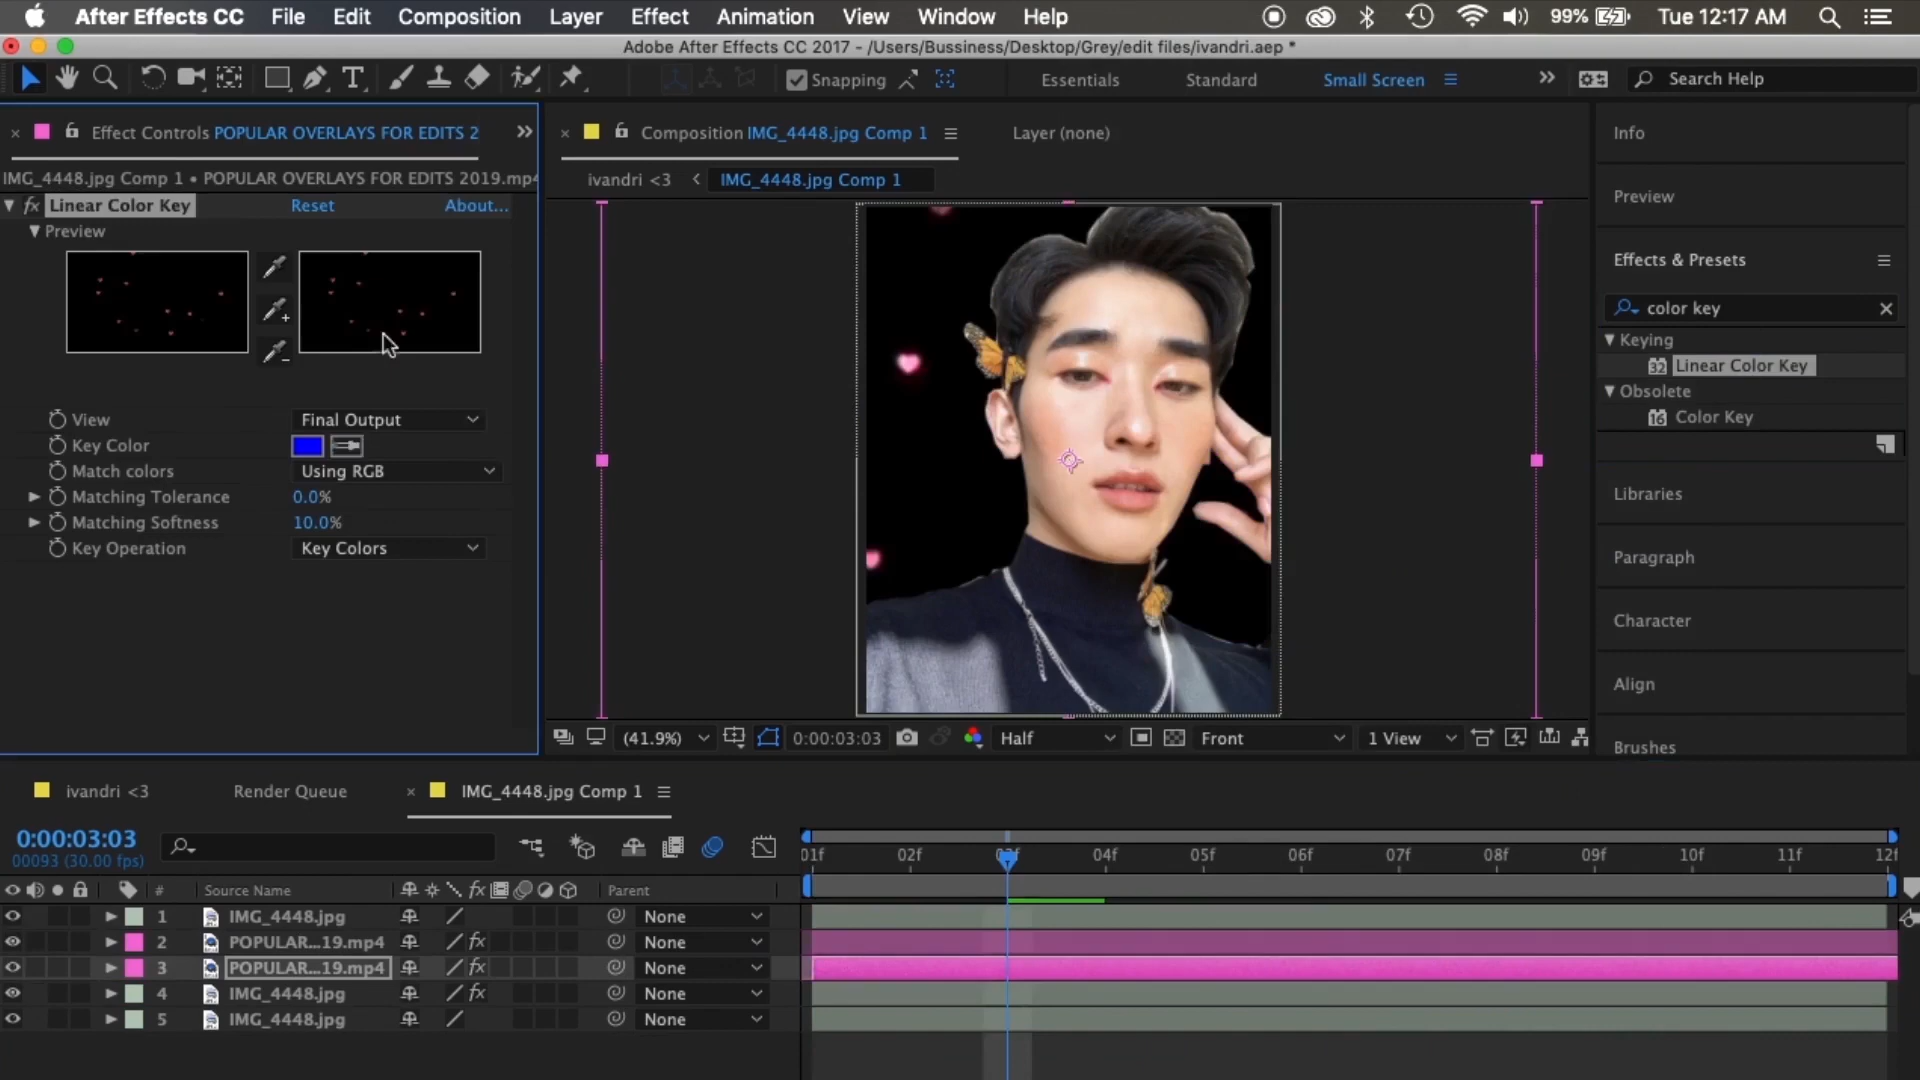 After Effects CC File Edit Composition Layer Effect Animation View Window Help 99% Tue 12:17 AM
Adobe After Effects CC 2017 - /Users/Bussiness/Desktop/Grey/edit files/ivandri.aep *
Snapping Essentials Standard Small Screen Search Help
Effect Controls POPULAR OVERLAYS FOR EDITS 2
IMG_4448.jpg Comp 1 • POPULAR OVERLAYS FOR EDITS 2019.mp4
fx Linear Color Key Reset About...
Preview
View Final Output
Key Color
Match colors Using RGB
Matching Tolerance 0.0%
Matching Softness 10.0%
Key Operation Key Colors
Composition IMG_4448.jpg Comp 1 Layer (none)
ivandri <3 IMG_4448.jpg Comp 1
(41.9%) 0:00:03:03 Half Front 1 View
Info
Preview
Effects & Presets
color key
Keying
32 Linear Color Key
Obsolete
16 Color Key
Libraries
Paragraph
Character
Align
Brushes
ivandri <3 Render Queue IMG_4448.jpg Comp 1
0:00:03:03
00093 (30.00 fps)
01f 02f 03f 04f 05f 06f 07f 08f 09f 10f 11f 12f
# Source Name fx Parent
1 IMG_4448.jpg None
2 POPULAR...19.mp4 fx None
3 POPULAR...19.mp4 fx None
4 IMG_4448.jpg fx None
5 IMG_4448.jpg None